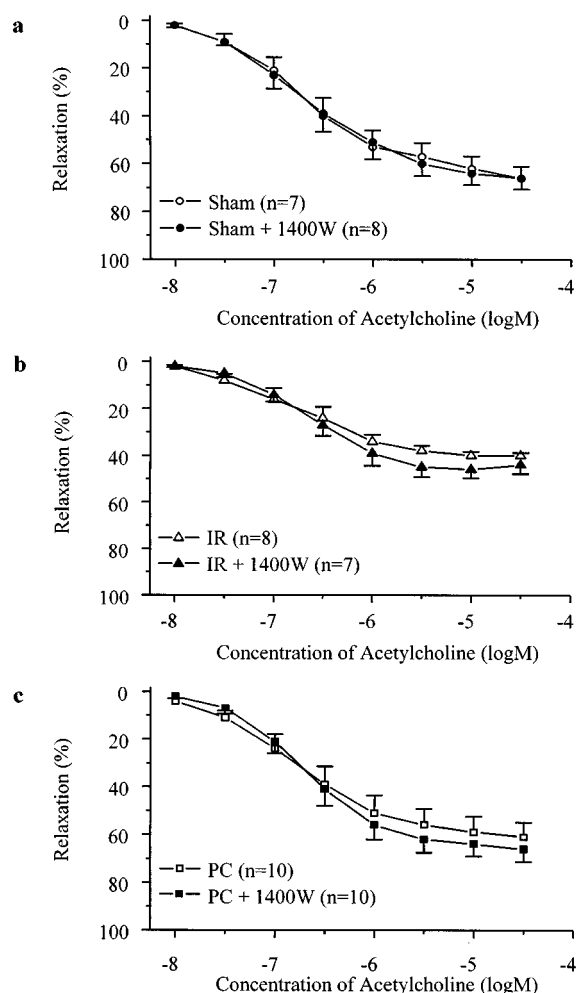 a
0
20
40
60
80
100
Relaxation (%)
Sham (n=7)
Sham + 1400W (n=8)
-8 -7 -6 -5 -4
Concentration of Acetylcholine (logM)
b
0
20
40
60
80
100
Relaxation (%)
IR (n=8)
IR + 1400W (n=7)
-8 -7 -6 -5 -4
Concentration of Acetylcholine (logM)
c
0
20
40
60
80
100
Relaxation (%)
PC (n=10)
PC + 1400W (n=10)
-8 -7 -6 -5 -4
Concentration of Acetylcholine (logM)